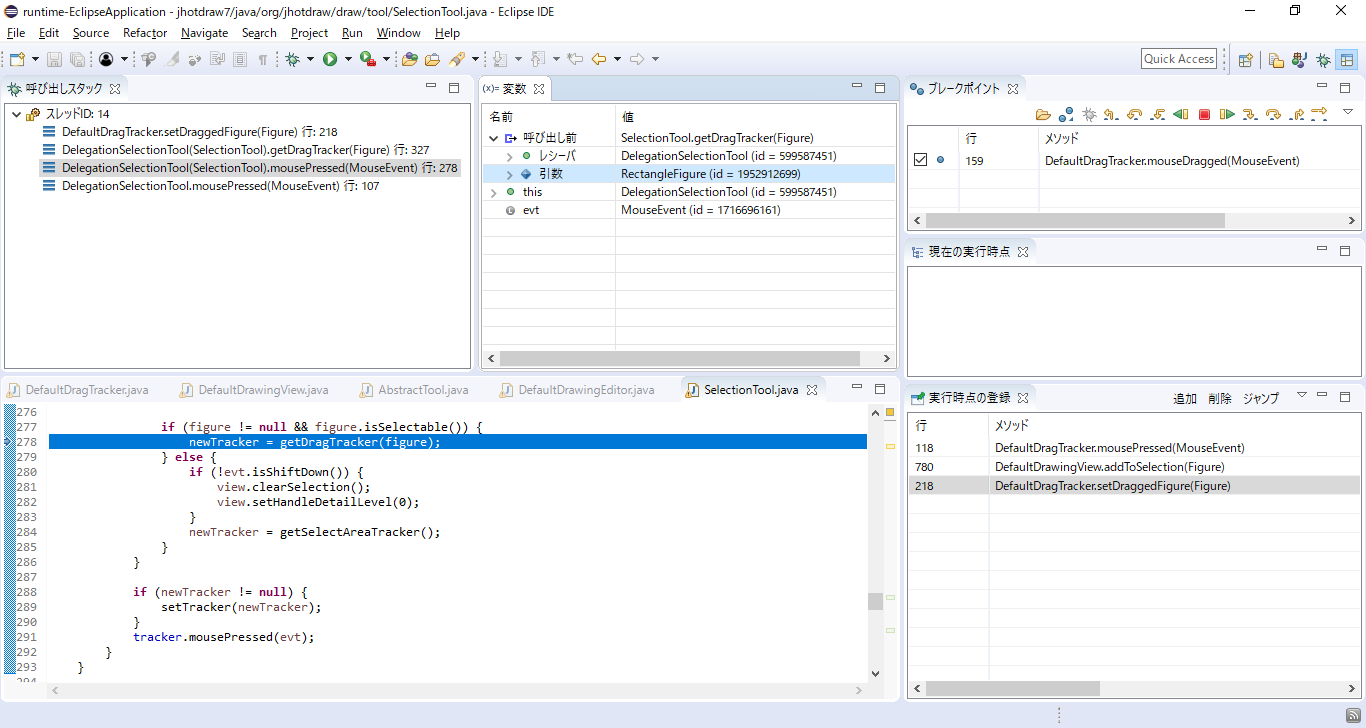 runtime-EclipseApplication - jhotdraw7/java/org/jhotdraw/draw/tool/SelectionTool.java - Eclipse IDE
File Edit Source Refactor Navigate Search Project Run Window Help
Quick Access
呼び出しスタック
スレッドID: 14
DefaultDragTracker.setDraggedFigure(Figure) 行: 218
DelegationSelectionTool(SelectionTool).getDragTracker(Figure) 行: 327
DelegationSelectionTool(SelectionTool).mousePressed(MouseEvent) 行: 278
DelegationSelectionTool.mousePressed(MouseEvent) 行: 107
(x)= 変数
名前 値
呼び出し前 SelectionTool.getDragTracker(Figure)
レシーバ DelegationSelectionTool (id = 599587451)
引数 RectangleFigure (id = 1952912699)
this DelegationSelectionTool (id = 599587451)
evt MouseEvent (id = 1716696161)
ブレークポイント
行 メソッド
159 DefaultDragTracker.mouseDragged(MouseEvent)
現在の実行時点
実行時点の登録 追加 削除 ジャンプ
行 メソッド
118 DefaultDragTracker.mousePressed(MouseEvent)
780 DefaultDrawingView.addToSelection(Figure)
218 DefaultDragTracker.setDraggedFigure(Figure)
DefaultDragTracker.java DefaultDrawingView.java AbstractTool.java DefaultDrawingEditor.java SelectionTool.java
276
277 if (figure != null && figure.isSelectable()) {
278 newTracker = getDragTracker(figure);
279 } else {
280 if (!evt.isShiftDown()) {
281 view.clearSelection();
282 view.setHandleDetailLevel(0);
283 }
284 newTracker = getSelectAreaTracker();
285 }
286 }
287
288 if (newTracker != null) {
289 setTracker(newTracker);
290 }
291 tracker.mousePressed(evt);
292 }
293 }
294